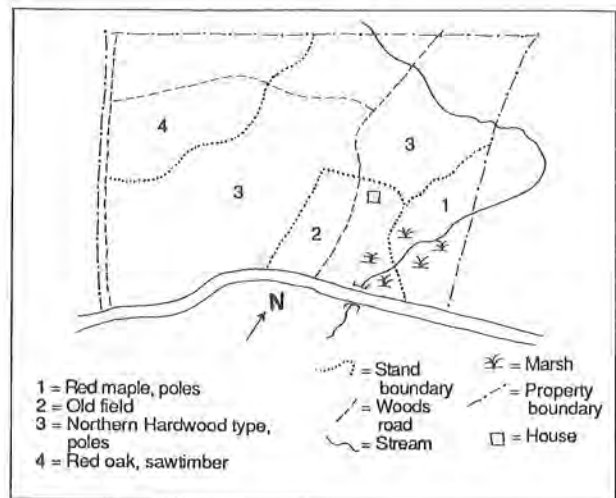 4
3
3
1
2
N
1 = Red maple, poles
2 = Old field
3 = Northern Hardwood type,
poles
4 = Red oak, sawtimber
= Stand
boundary
= Woods
road
= Stream
= Marsh
= Property
boundary
= House